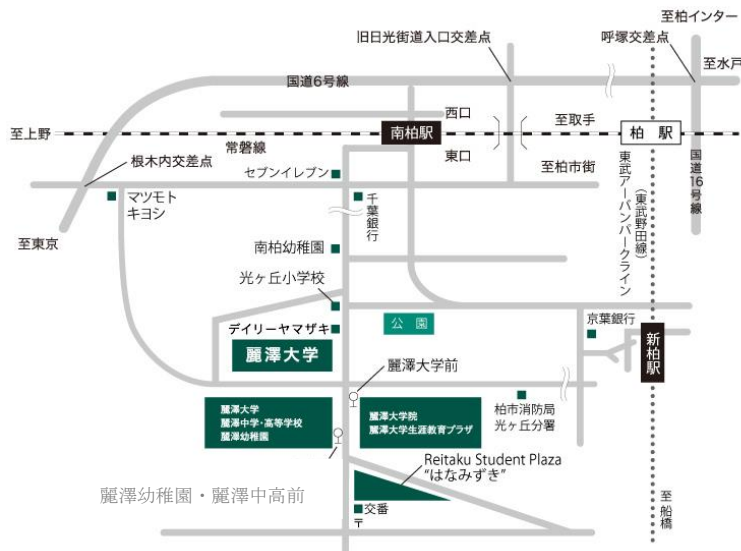 至柏インター
旧日光街道入口交差点
呼塚交差点
至水戸
国道6号線
西口
至取手
至上野
南柏駅
柏 駅
常磐線
東口
根木内交差点
セブンイレブン
至柏市街
国道16号線
マツモト
キヨシ
千葉銀行
(東武野田線)
東武アーバンパークライン
至東京
南柏幼稚園
光ヶ丘小学校
公園
京葉銀行
デイリーヤマザキ
新柏駅
麗澤大学
麗澤大学前
麗澤大学
麗澤中学・高等学校
麗澤幼稚園
麗澤大学院
麗澤大学生涯教育プラザ
柏市消防局
光ヶ丘分署
Reitaku Student Plaza
“はなみずき”
麗澤幼稚園・麗澤中高前
交番
〒
至船橋